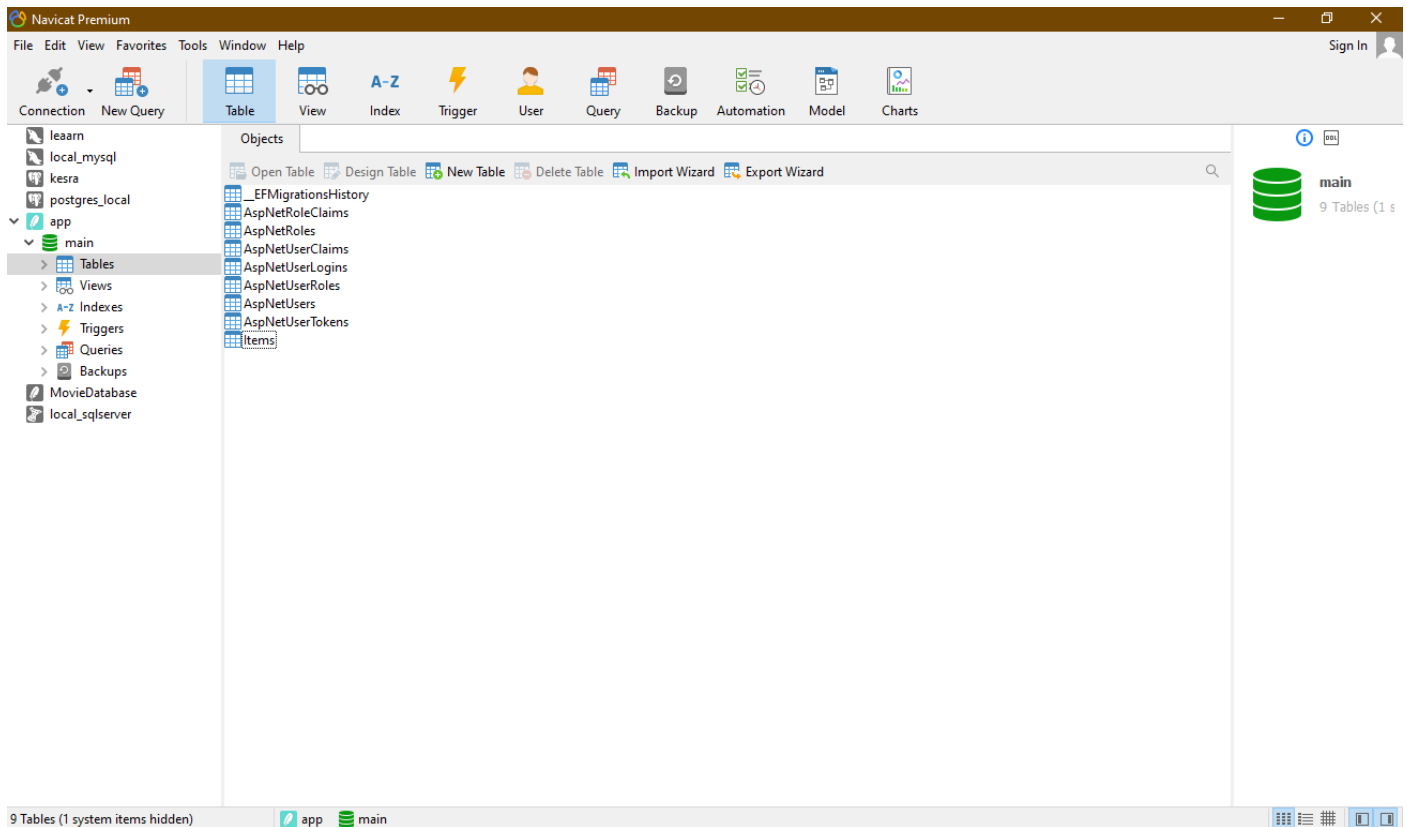 Navicat Premium
File Edit View Favorites Tools Window Help
Sign In
Connection New Query Table View Index Trigger User Query Backup Automation Model Charts
Objects
Open Table Design Table New Table Delete Table Import Wizard Export Wizard
leaarn
local_mysql
kesra
postgres_local
app
main
Tables
Views
A-Z Indexes
Triggers
Queries
Backups
MovieDatabase
local_sqlserver
__EFMigrationsHistory
AspNetRoleClaims
AspNetRoles
AspNetUserClaims
AspNetUserLogins
AspNetUserRoles
AspNetUsers
AspNetUserTokens
Items
DDL
main
9 Tables (1 s
9 Tables (1 system items hidden) app main